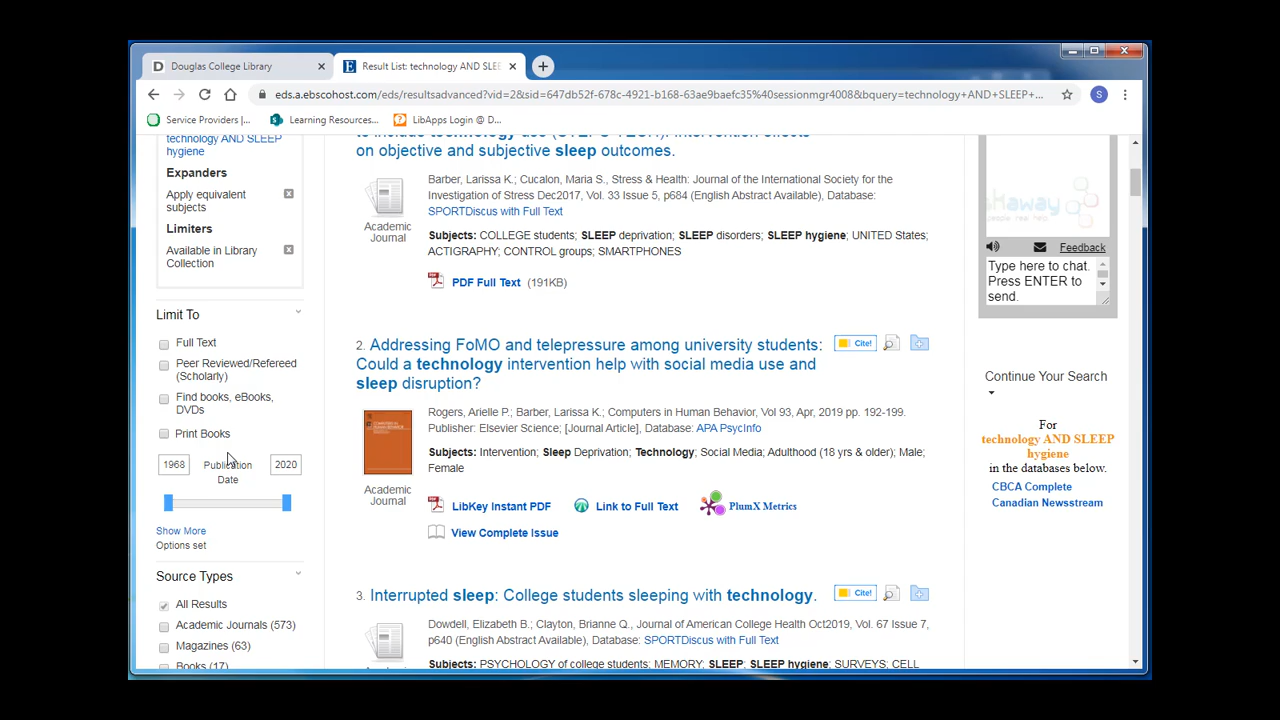 D Douglas College Library
E Result List: technology AND SLEE
eds.a.ebscohost.com/eds/resultsadvanced?vid=2&sid=647db52f-678c-4921-b168-63ae9baefc35%40sessionmgr4008&bquery=technology+AND+SLEEP+...
S
Service Providers |...
Learning Resources...
LibApps Login @ D...
technology AND SLEEP
hygiene
Expanders
Apply equivalent
subjects
Limiters
Available in Library
Collection
Limit To
Full Text
Peer Reviewed/Refereed
(Scholarly)
Find books, eBooks,
DVDs
Print Books
1968
Publication
Date
2020
Show More
Options set
Source Types
All Results
Academic Journals (573)
Magazines (63)
Books (17)
on objective and subjective sleep outcomes.
Barber, Larissa K.; Cucalon, Maria S., Stress & Health: Journal of the International Society for the
Investigation of Stress Dec2017, Vol. 33 Issue 5, p684 (English Abstract Available), Database:
SPORTDiscus with Full Text
Academic
Journal
Subjects: COLLEGE students; SLEEP deprivation; SLEEP disorders; SLEEP hygiene; UNITED States;
ACTIGRAPHY; CONTROL groups; SMARTPHONES
PDF Full Text (191KB)
2. Addressing FoMO and telepressure among university students:
Could a technology intervention help with social media use and
sleep disruption?
Cite!
Rogers, Arielle P.; Barber, Larissa K.; Computers in Human Behavior, Vol 93, Apr, 2019 pp. 192-199.
Publisher: Elsevier Science; [Journal Article], Database: APA PsycInfo
Subjects: Intervention; Sleep Deprivation; Technology; Social Media; Adulthood (18 yrs & older); Male;
Female
Academic
Journal
PDF LibKey Instant PDF
Link to Full Text
PlumX Metrics
View Complete Issue
3. Interrupted sleep: College students sleeping with technology.
Cite!
Dowdell, Elizabeth B.; Clayton, Brianne Q., Journal of American College Health Oct2019, Vol. 67 Issue 7,
p640 (English Abstract Available), Database: SPORTDiscus with Full Text
Subjects: PSYCHOLOGY of college students; MEMORY; SLEEP; SLEEP hygiene; SURVEYS; CELL
Feedback
Type here to chat.
Press ENTER to
send.
Continue Your Search
For
technology AND SLEEP
hygiene
in the databases below.
CBCA Complete
Canadian Newsstream